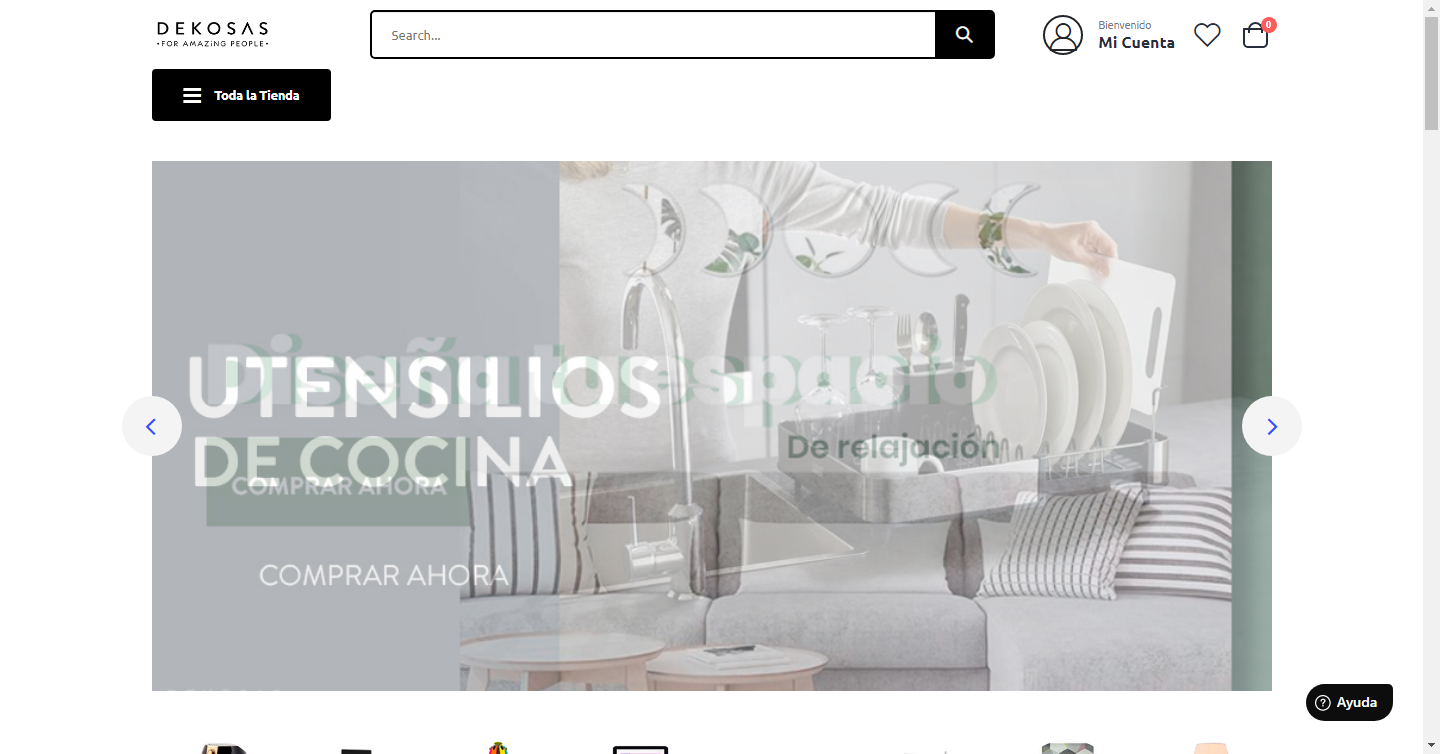 DEKOSAS
•FOR AMAZiNG PEOPLE•
Search...
Bienvenido
Mi Cuenta
0
Toda la Tienda
Diseña tu espacio
UTENSILIOS
DE COCINA
De relajación
COMPRAR AHORA
COMPRAR AHORA
DEKOSAS
Ayuda